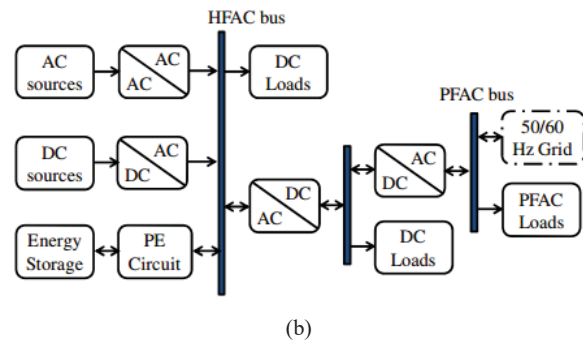 HFAC bus
AC
sources
AC
AC
DC
Loads
PFAC bus
DC
sources
AC
DC
AC
DC
50/60
Hz Grid
DC
AC
PFAC
Loads
Energy
Storage
PE
Circuit
DC
Loads
(b)